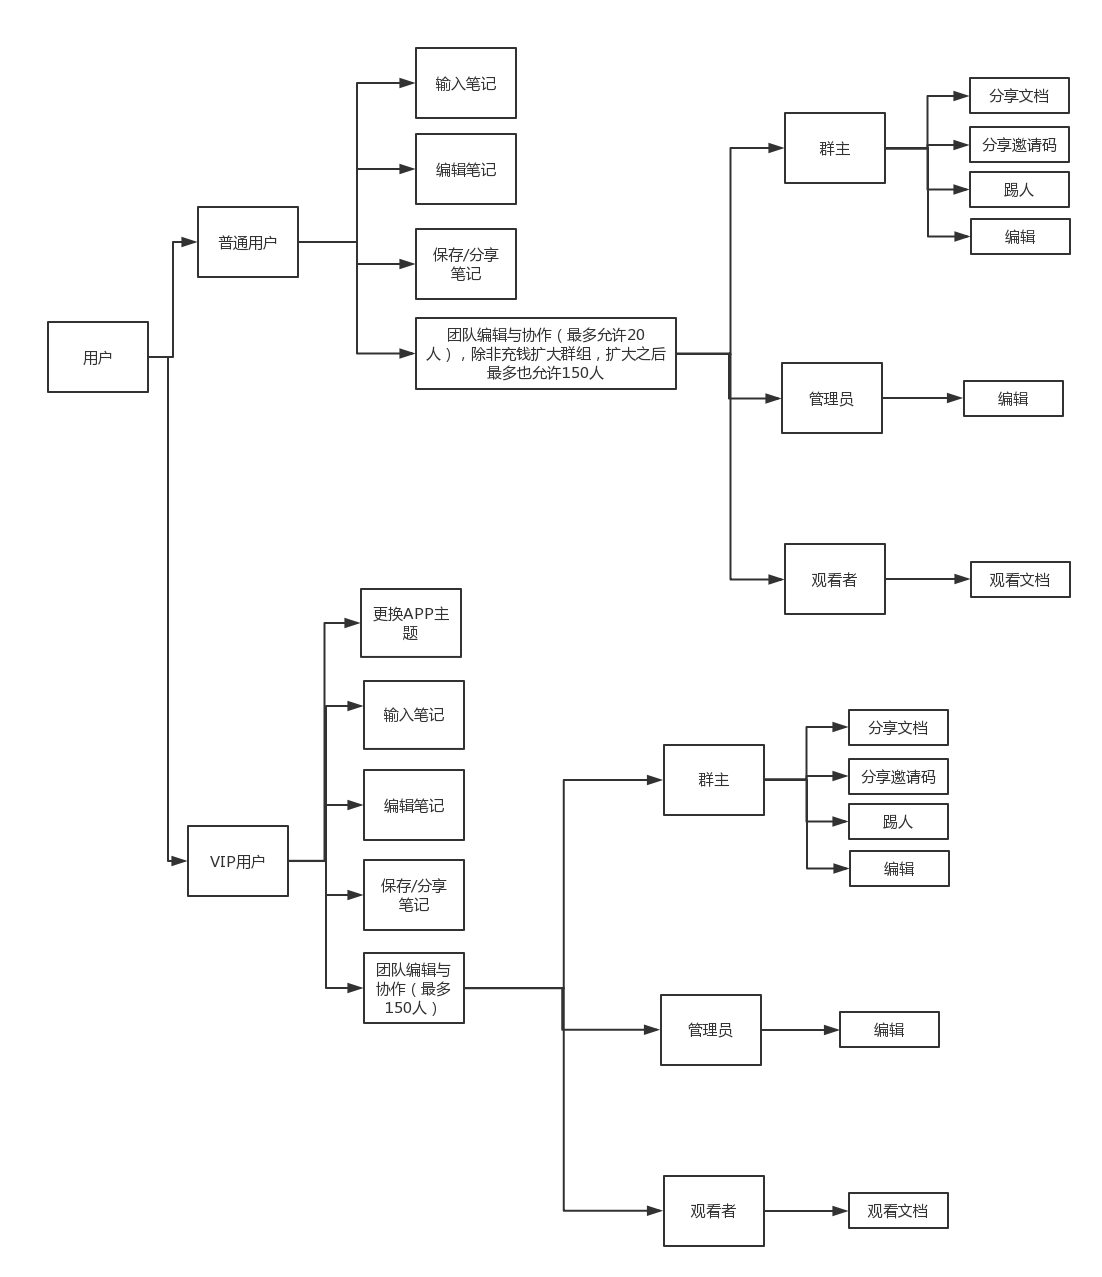 用户
普通用户
输入笔记
编辑笔记
保存/分享
笔记
团队编辑与协作（最多允许20
人），除非充钱扩大群组，扩大之后
最多也允许150人
群主
分享文档
分享邀请码
踢人
编辑
管理员
编辑
观看者
观看文档
VIP用户
更换APP主
题
输入笔记
编辑笔记
保存/分享
笔记
团队编辑与
协作（最多
150人）
群主
分享文档
分享邀请码
踢人
编辑
管理员
编辑
观看者
观看文档